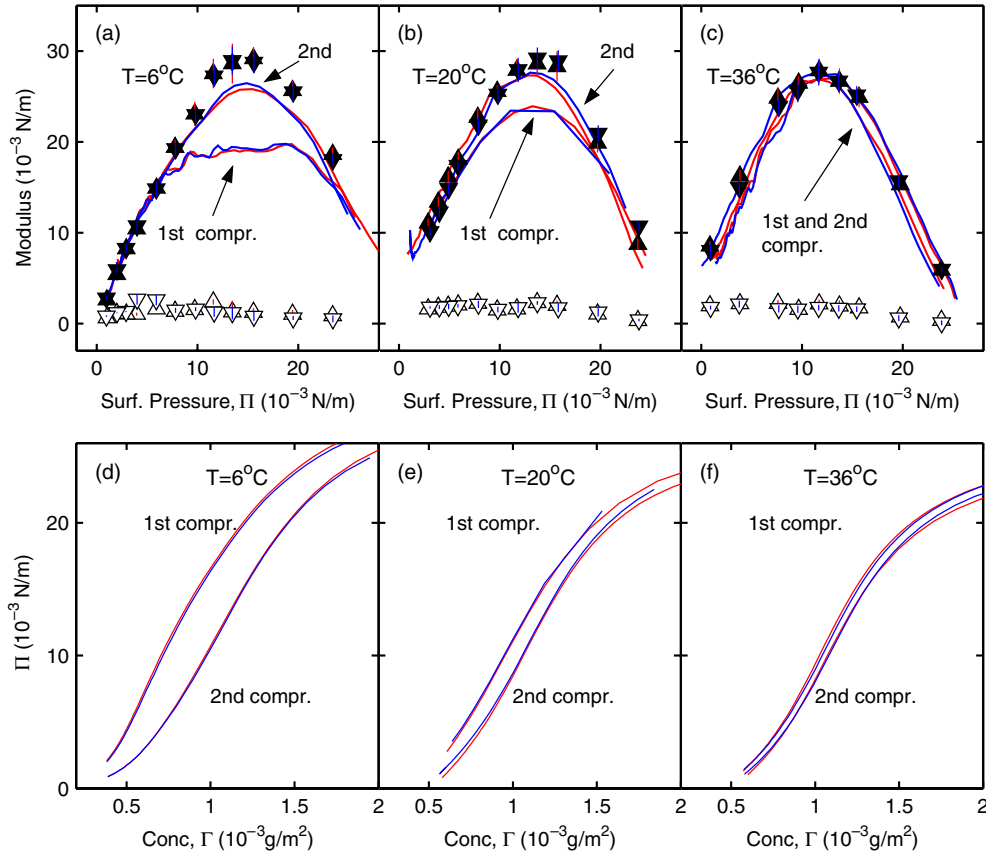 (a)
(b)
(c)
T=6°C
T=20°C
T=36°C
2nd
2nd
1st compr.
1st compr.
1st and 2nd
compr.
Modulus (10⁻³ N/m)
30
20
10
0
0
10
20
0
10
20
0
10
20
Surf. Pressure, Π (10⁻³ N/m)
Surf. Pressure, Π (10⁻³ N/m)
Surf. Pressure, Π (10⁻³ N/m)
(d)
(e)
(f)
T=6°C
T=20°C
T=36°C
1st compr.
1st compr.
1st compr.
2nd compr.
2nd compr.
2nd compr.
Π (10⁻³ N/m)
20
10
0
0.5
1
1.5
2
0.5
1
1.5
2
0.5
1
1.5
2
Conc, Γ (10⁻³g/m²)
Conc, Γ (10⁻³g/m²)
Conc, Γ (10⁻³g/m²)